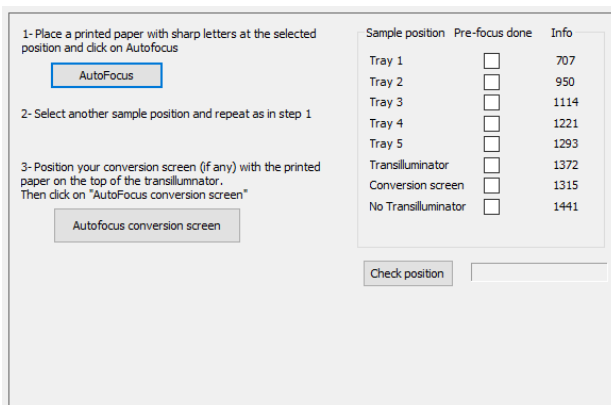 1- Place a printed paper with sharp letters at the selected
position and click on Autofocus
AutoFocus
2- Select another sample position and repeat as in step 1
3- Position your conversion screen (if any) with the printed
paper on the top of the transillumnator.
Then click on "AutoFocus conversion screen"
Autofocus conversion screen
Sample position Pre-focus done Info
Tray 1 707
Tray 2 950
Tray 3 1114
Tray 4 1221
Tray 5 1293
Transilluminator 1372
Conversion screen 1315
No Transilluminator 1441
Check position